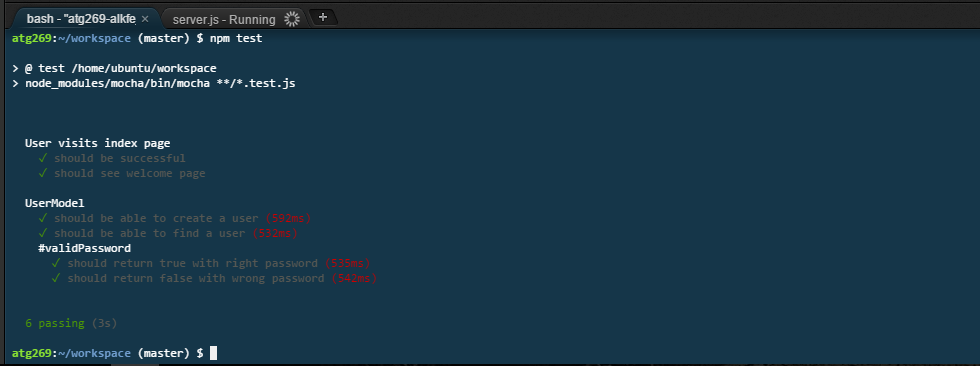 bash - "atg269-alkfe × server.js - Running +
atg269:~/workspace (master) $ npm test
> @ test /home/ubuntu/workspace
> node_modules/mocha/bin/mocha **/*.test.js
User visits index page
✓ should be successful
✓ should see welcome page
UserModel
✓ should be able to create a user (592ms)
✓ should be able to find a user (532ms)
#validPassword
✓ should return true with right password (535ms)
✓ should return false with wrong password (542ms)
6 passing (3s)
atg269:~/workspace (master) $